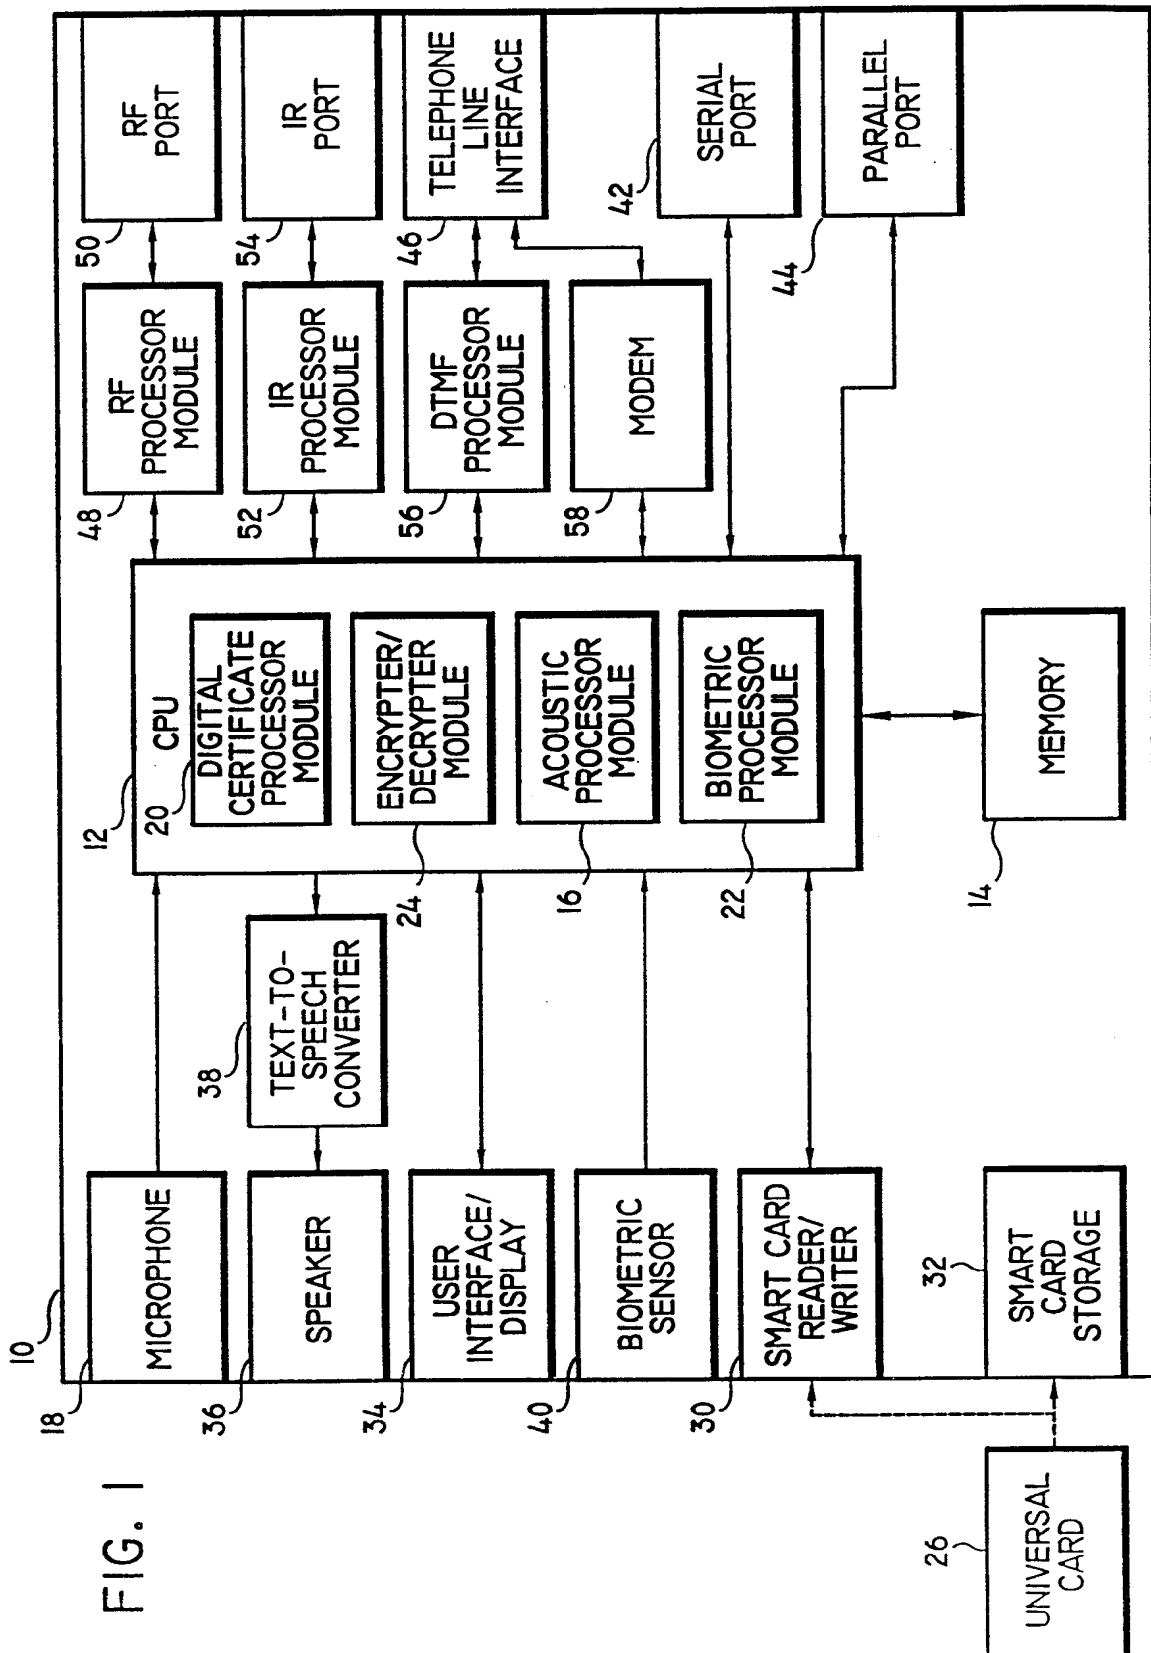 FIG. 1
10
18
MICROPHONE
36
SPEAKER
34
USER
INTERFACE/
DISPLAY
40
BIOMETRIC
SENSOR
30
SMART CARD
READER/
WRITER
32
SMART
CARD
STORAGE
26
UNIVERSAL
CARD
38
TEXT-TO-
SPEECH
CONVERTER
12
CPU
20
DIGITAL
CERTIFICATE
PROCESSOR
MODULE
24
ENCRYPTER/
DECRYPTER
MODULE
16
ACOUSTIC
PROCESSOR
MODULE
22
BIOMETRIC
PROCESSOR
MODULE
14
MEMORY
48
RF
PROCESSOR
MODULE
52
IR
PROCESSOR
MODULE
56
DTMF
PROCESSOR
MODULE
58
MODEM
50
RF
PORT
54
IR
PORT
46
TELEPHONE
LINE
INTERFACE
42
SERIAL
PORT
44
PARALLEL
PORT